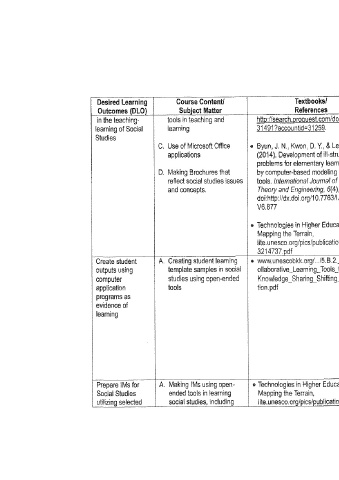 Desired Learning
Outcomes (DLO)
Course Content/
Subject Matter
Textbooks/
References
in the teaching-
learning of Social
Studies
tools in teaching and
learning
C. Use of Microsoft Office
applications
D. Making Brochures that
reflect social studies issues
and concepts.
http://search.proquest.com/do
31491?accountid=31259.
• Byun, J. N., Kwon, D. Y., & Le
(2014), Development of ill-stru
problems for elementary learn
by computer-based modeling
tools. International Journal of
Theory and Engineering, 6(4),
doi:http://dx.doi.org/10.7763/
V6.877
• Technologies in Higher Educa
Mapping the Terrain,
iite.unesco.org/pics/publicatio
3214737.pdf
Create student
outputs using
computer
application
programs as
evidence of
learning
A. Creating student learning
template samples in social
studies using open-ended
tools
• www.unescobkk.org/.../5.B.2.
ollaborative_Learning_Tools_
Knowledge_Sharing_Shifting_
tion.pdf
Prepare IMs for
Social Studies
utilizing selected
A. Making IMs using open-
ended tools in learning
social studies, including
• Technologies in Higher Educa
Mapping the Terrain,
iite.unesco.org/pics/publicatio